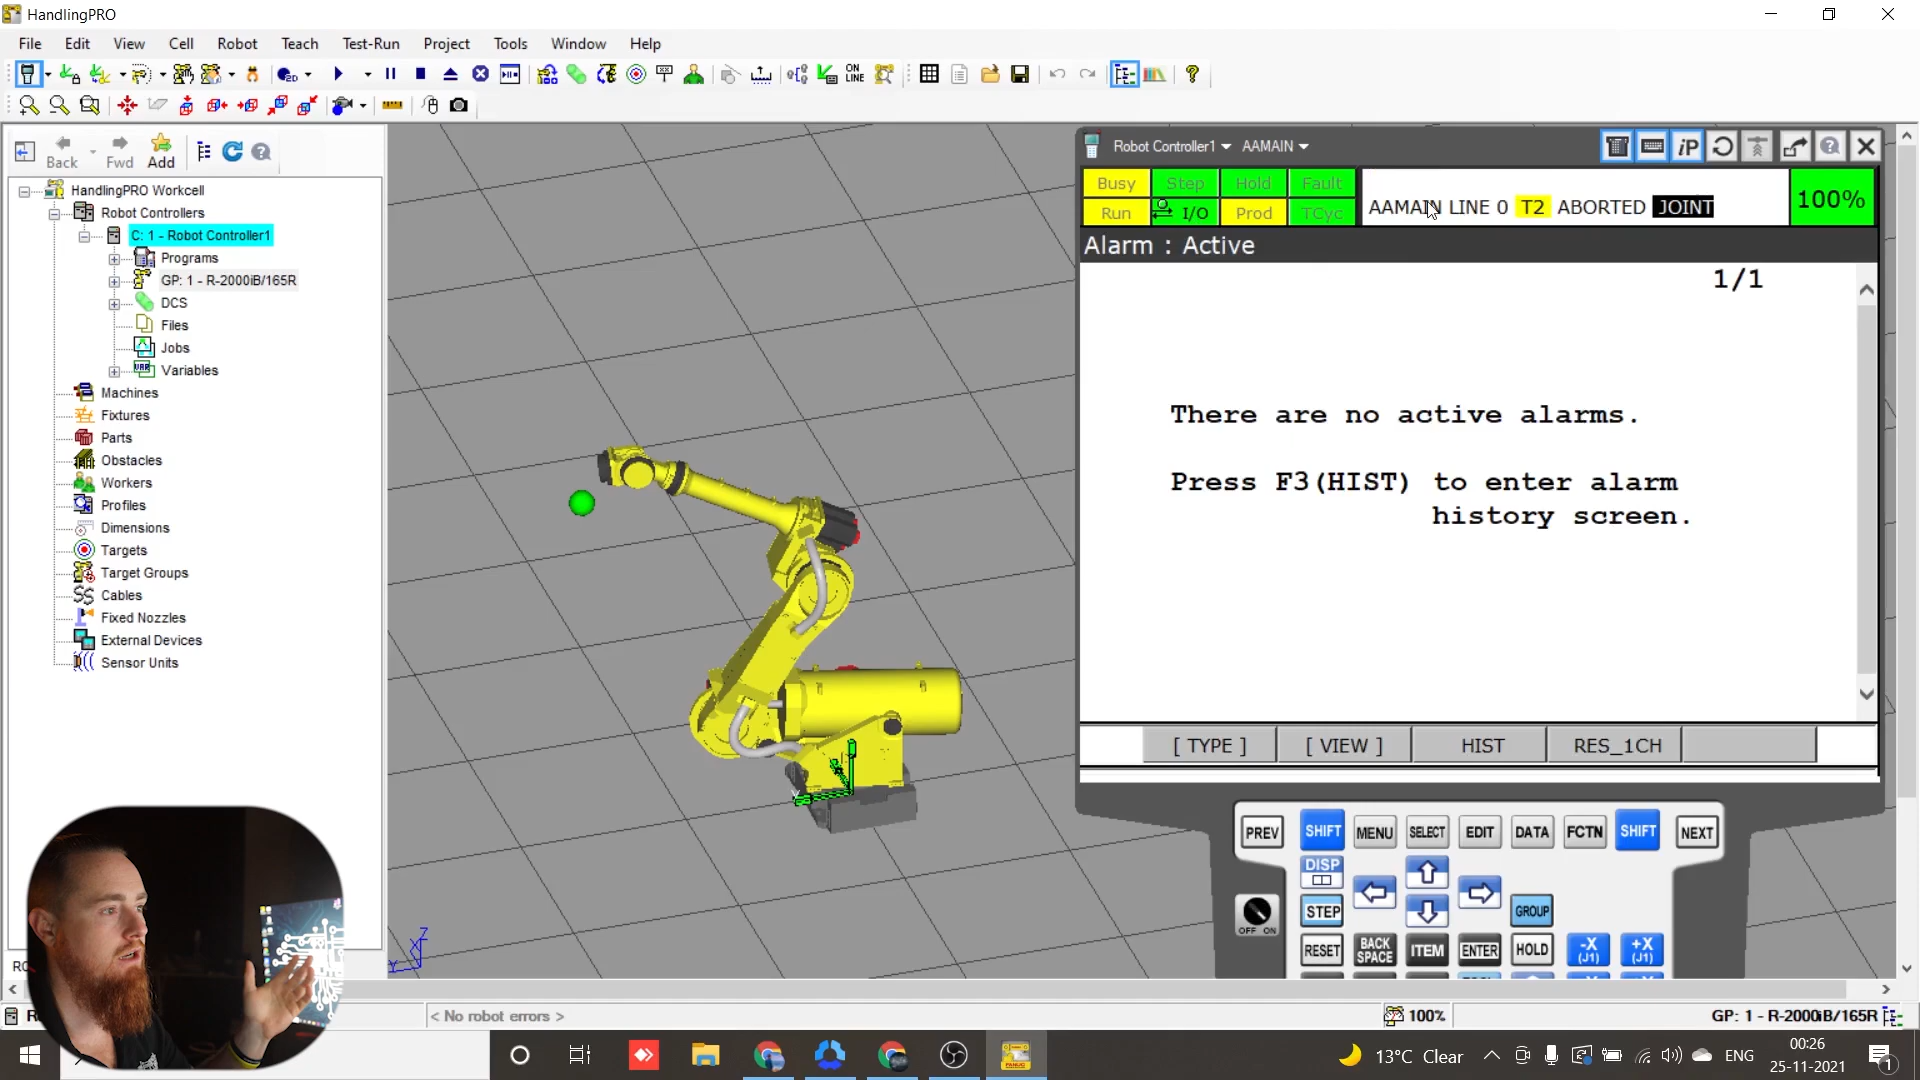 HandlingPRO
File Edit View Cell Robot Teach Test-Run Project Tools Window Help
ON LINE
Back Fwd Add
HandlingPRO Workcell
Robot Controllers
C: 1 - Robot Controller1
Programs
GP: 1 - R-2000iB/165R
DCS
Files
Jobs
VAR Variables
Machines
Fixtures
Parts
Obstacles
Workers
Profiles
Dimensions
Targets
Target Groups
Cables
Fixed Nozzles
External Devices
Sensor Units
Robot Controller1 AAMAIN
iP
Busy Step Hold Fault
Run I/O Prod TCyc
AAMAIN LINE 0 T2 ABORTED JOINT
100%
Alarm : Active
1/1
There are no active alarms.
Press F3(HIST) to enter alarm
history screen.
[ TYPE ] [ VIEW ] HIST RES_1CH
PREV SHIFT MENU SELECT EDIT DATA FCTN SHIFT NEXT
DISP
OFF ON
STEP GROUP
RESET BACK SPACE ITEM ENTER HOLD -X (J1) +X (J1)
Z
Y
< No robot errors >
100%
GP: 1 - R-2000iB/165R
13°C Clear
ENG
00:26
25-11-2021
1